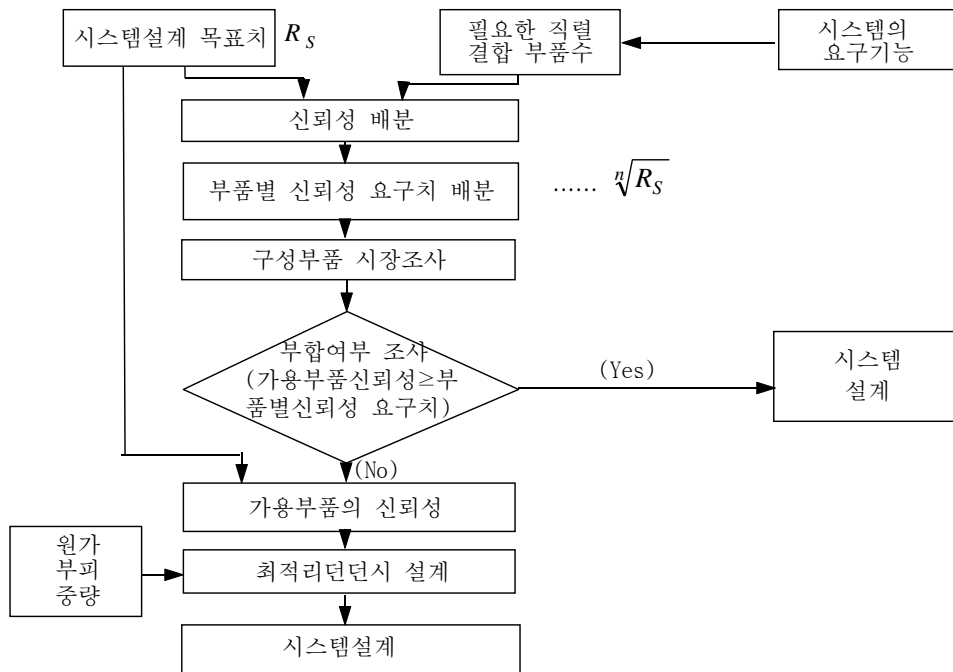 시스템설계 목표치
R_S
필요한 직렬
결합 부품수
시스템의
요구기능
신뢰성 배분
부품별 신뢰성 요구치 배분
...... ⁿ√R_S
구성부품 시장조사
부합여부 조사
(가용부품신뢰성≥부
품별신뢰성 요구치)
(Yes)
시스템
설계
(No)
가용부품의 신뢰성
원가
부피
중량
최적리던던시 설계
시스템설계